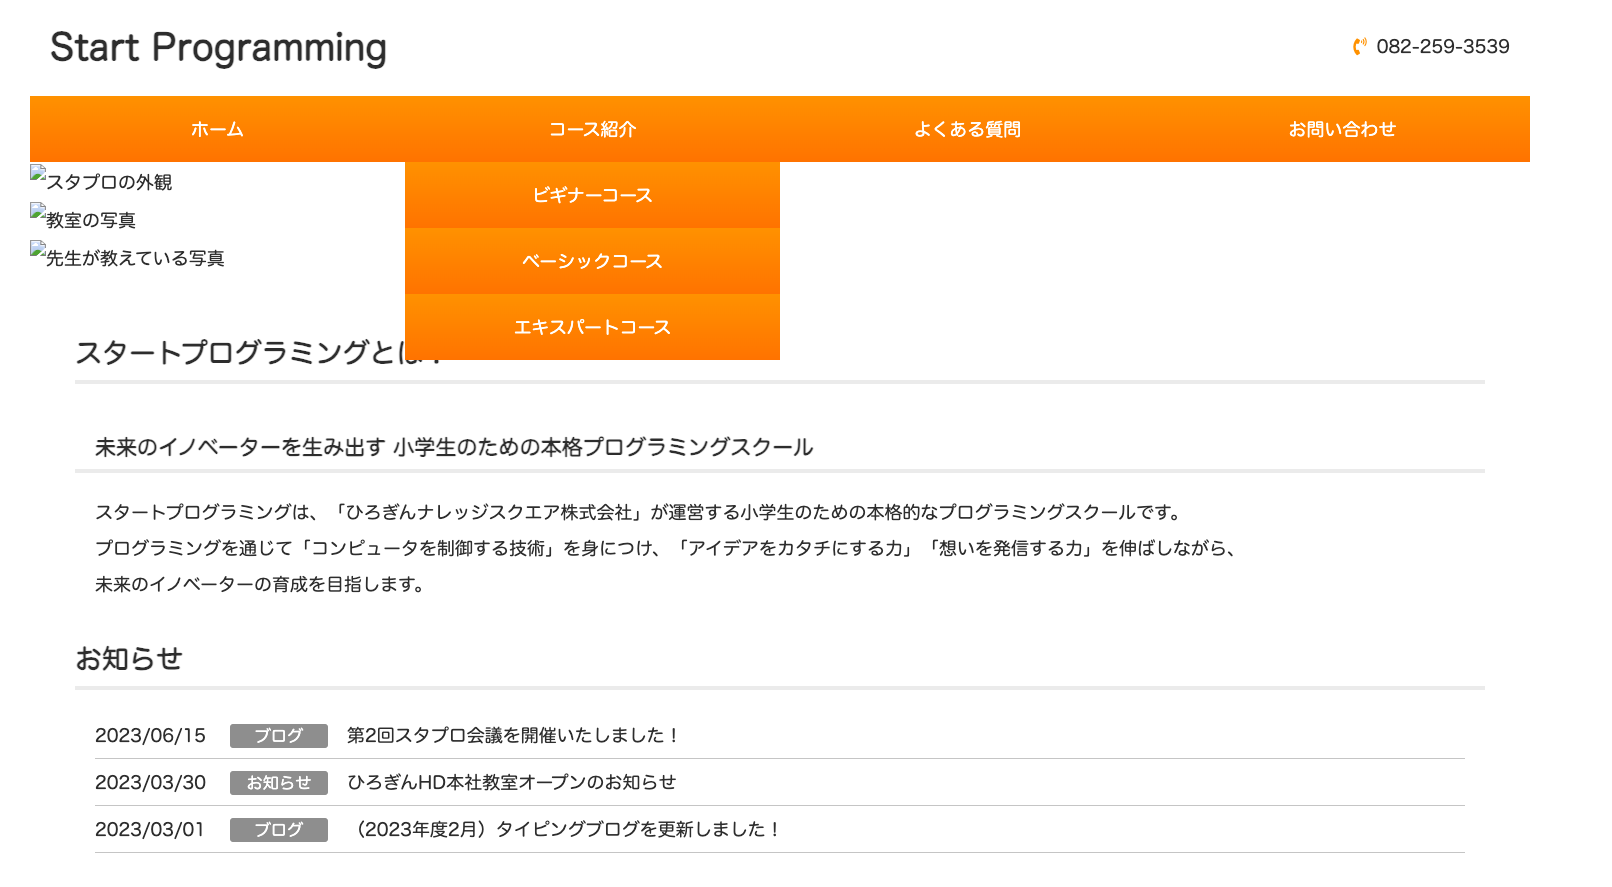 Start Programming
082-259-3539
ホーム
コース紹介
よくある質問
お問い合わせ
スタプロの外観
教室の写真
先生が教えている写真
ビギナーコース
ベーシックコース
エキスパートコース
スタートプログラミングとは？
未来のイノベーターを生み出す 小学生のための本格プログラミングスクール
スタートプログラミングは、「ひろぎんナレッジスクエア株式会社」が運営する小学生のための本格的なプログラミングスクールです。
プログラミングを通じて「コンピュータを制御する技術」を身につけ、「アイデアをカタチにする力」「想いを発信する力」を伸ばしながら、
未来のイノベーターの育成を目指します。
お知らせ
2023/06/15 ブログ 第2回スタプロ会議を開催いたしました！
2023/03/30 お知らせ ひろぎんHD本社教室オープンのお知らせ
2023/03/01 ブログ （2023年度2月）タイピングブログを更新しました！